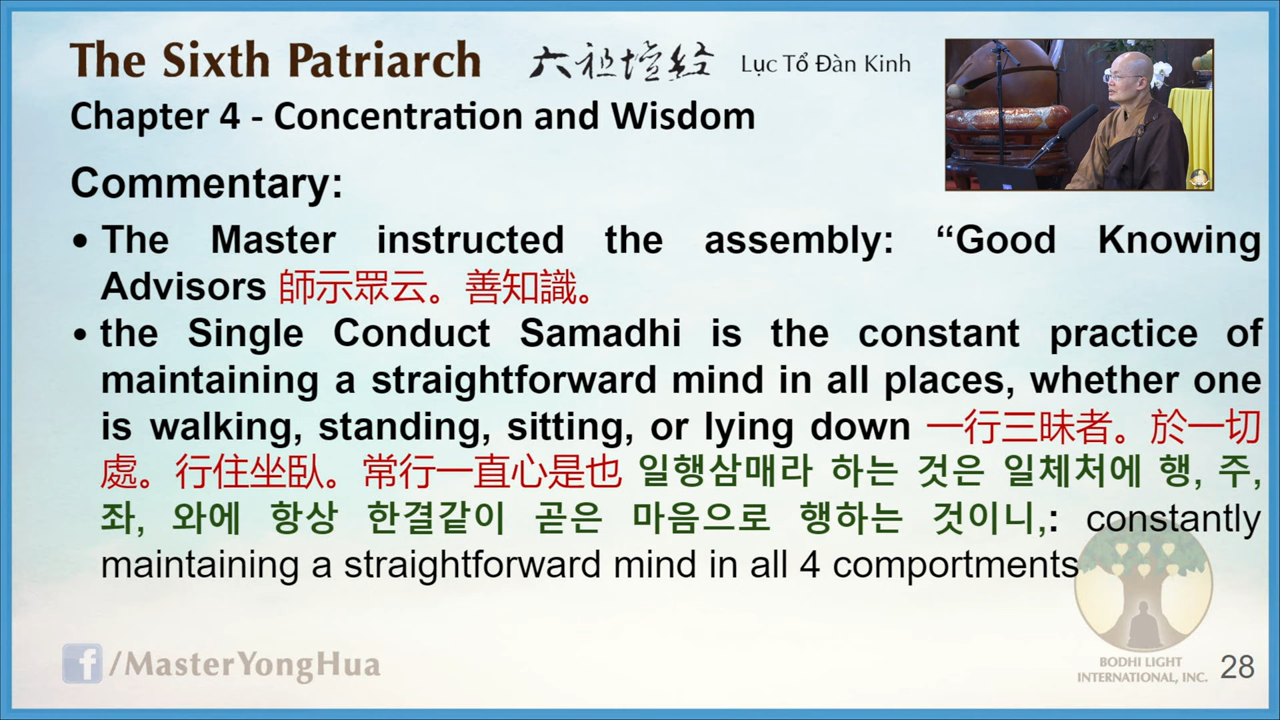 The Sixth Patriarch 六祖壇経 Lục Tổ Đàn Kinh
Chapter 4 - Concentration and Wisdom
Commentary:
• The Master instructed the assembly: “Good Knowing
Advisors 師示眾云。善知識。
• the Single Conduct Samadhi is the constant practice of
maintaining a straightforward mind in all places, whether one
is walking, standing, sitting, or lying down 一行三昧者。於一切
處。行住坐臥。常行一直心是也 일행삼매라 하는 것은 일체처에 행, 주,
좌, 와에 항상 한결같이 곧은 마음으로 행하는 것이니,: constantly
maintaining a straightforward mind in all 4 comportments
f/MasterYongHua
BODHI LIGHT
INTERNATIONAL, INC.
28